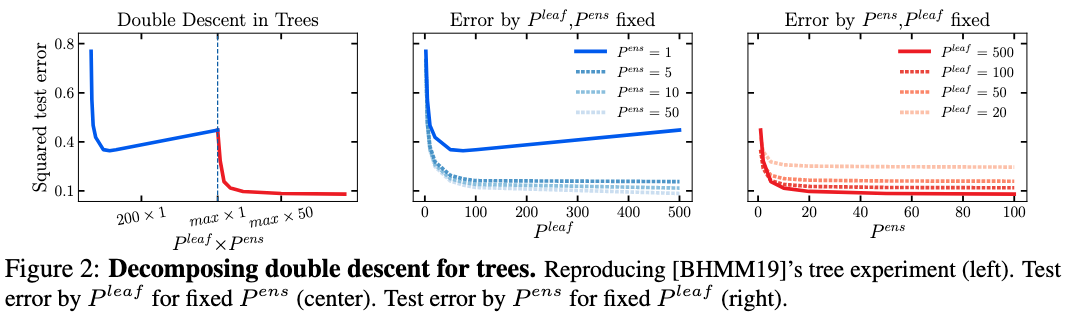 Double Descent in Trees
Squared test error
0.8
0.6
0.4
0.1
200 × 1
max × 1
max × 50
P^{leaf} × P^{ens}
Error by P^{leaf}, P^{ens} fixed
P^{ens} = 1
P^{ens} = 5
P^{ens} = 10
P^{ens} = 50
0 100 200 300 400 500
P^{leaf}
Error by P^{ens}, P^{leaf} fixed
P^{leaf} = 500
P^{leaf} = 100
P^{leaf} = 50
P^{leaf} = 20
0 20 40 60 80 100
P^{ens}
Figure 2: Decomposing double descent for trees. Reproducing [BHMM19]'s tree experiment (left). Test
error by P^{leaf} for fixed P^{ens} (center). Test error by P^{ens} for fixed P^{leaf} (right).